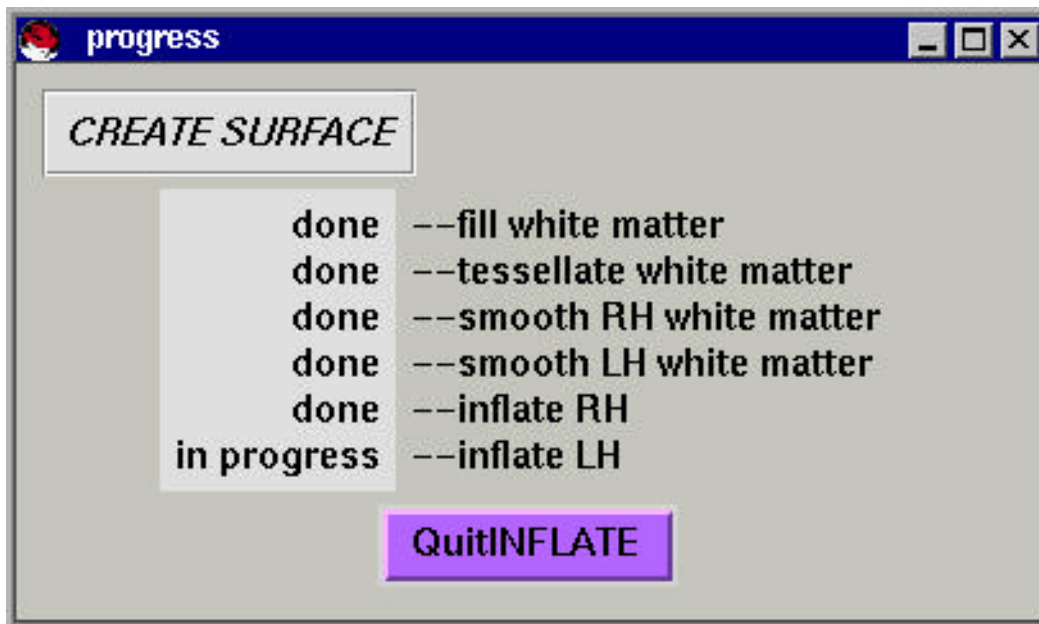 progress
CREATE SURFACE
done --fill white matter
done --tessellate white matter
done --smooth RH white matter
done --smooth LH white matter
done --inflate RH
in progress --inflate LH
QuitINFLATE